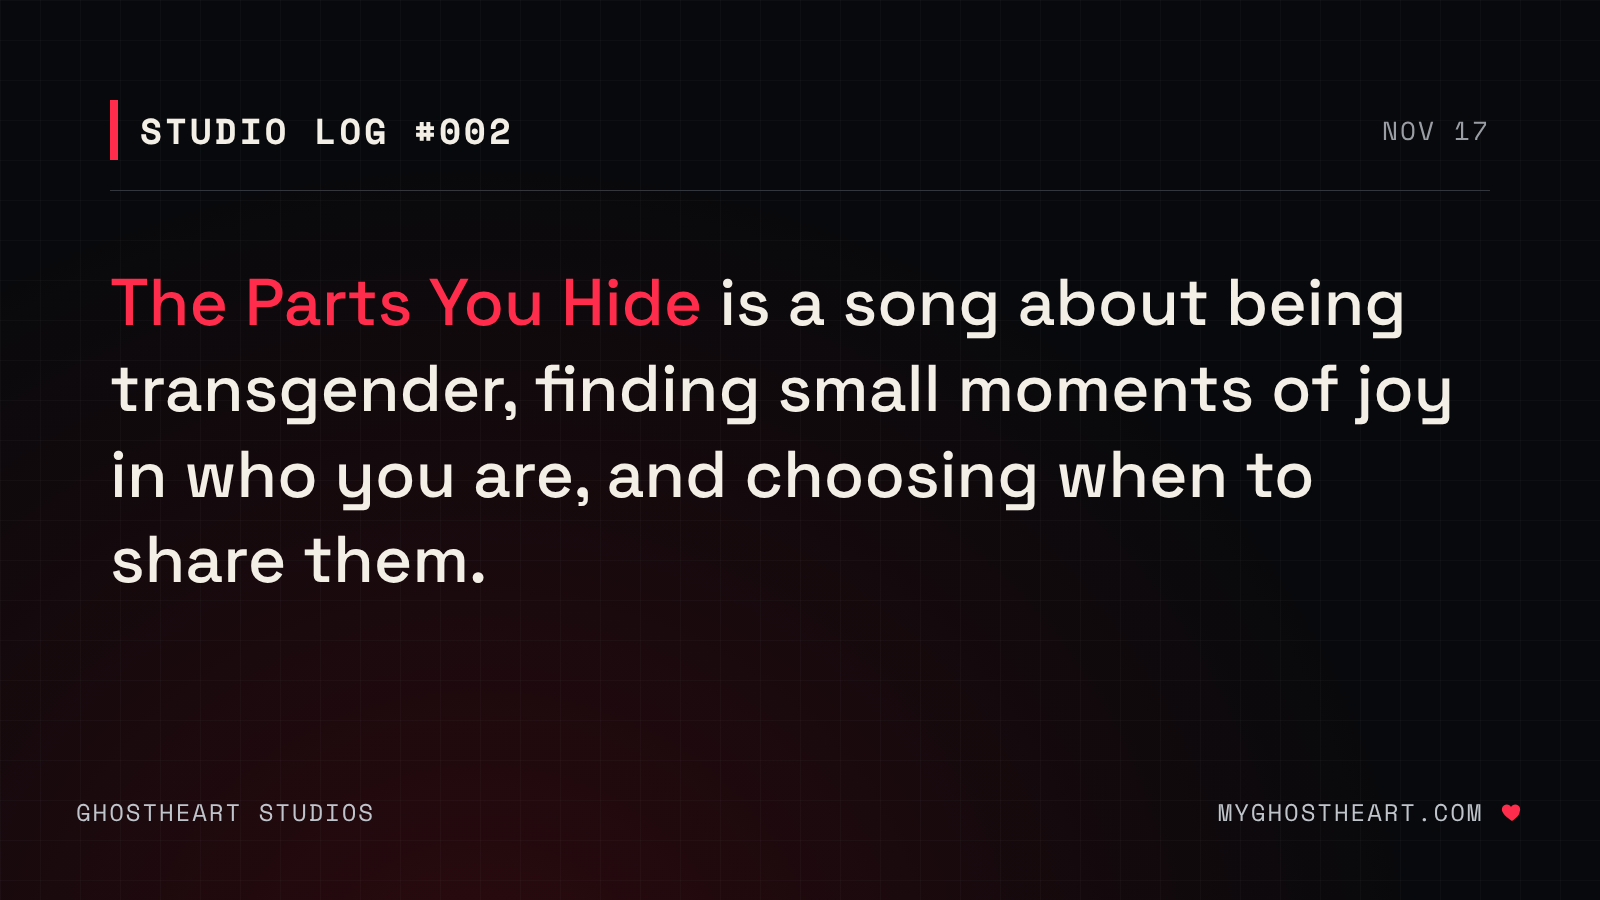 STUDIO LOG #002
NOV 17
The Parts You Hide is a song about being
transgender, finding small moments of joy
in who you are, and choosing when to
share them.
GHOSTHEART STUDIOS
MYGHOSTHEART.COM